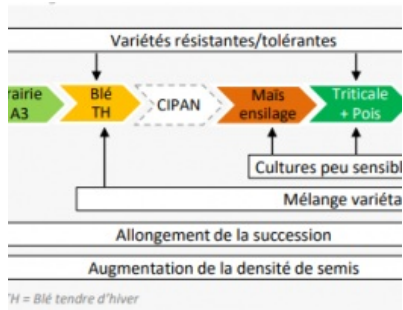 Variétés résistantes/tolérantes
rairie
A3
Blé
TH
CIPAN
Maïs
ensilage
Triticale
+ Pois
Cultures peu sensibl
Mélange variéta
Allongement de la succession
Augmentation de la densité de semis
TH = Blé tendre d'hiver